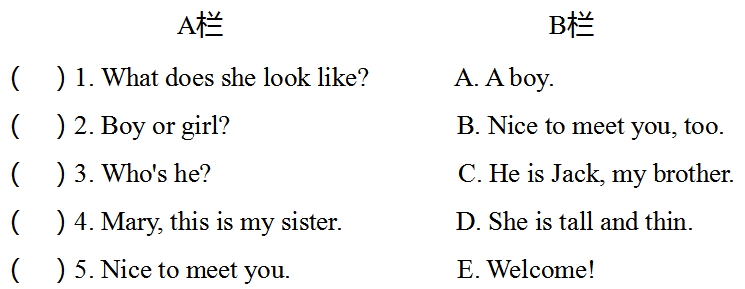 A栏 B栏
( ) 1. What does she look like? A. A boy.
( ) 2. Boy or girl? B. Nice to meet you, too.
( ) 3. Who's he? C. He is Jack, my brother.
( ) 4. Mary, this is my sister. D. She is tall and thin.
( ) 5. Nice to meet you. E. Welcome!